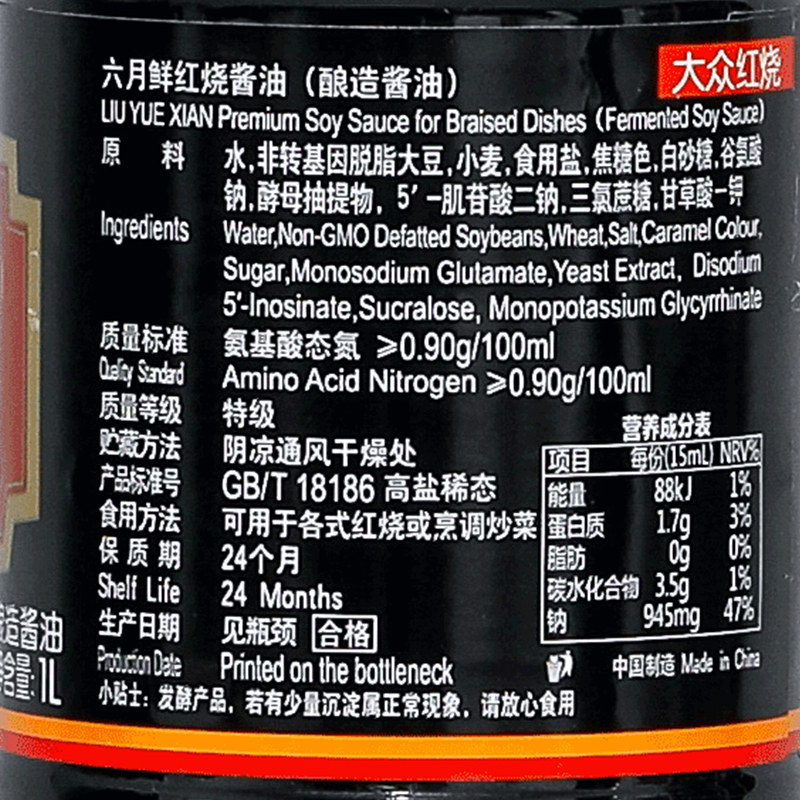 六月鲜红烧酱油（酿造酱油）
大众红烧
LIU YUE XIAN Premium Soy Sauce for Braised Dishes (Fermented Soy Sauce)
原 料 水,非转基因脱脂大豆,小麦,食用盐,焦糖色,白砂糖,谷氨酸
钠,酵母抽提物，5′一肌苷酸二钠,三氯蔗糖,甘草酸一钾
Ingredients Water,Non-GMO Defatted Soybeans,Wheat,Salt,Caramel Colour,
Sugar,Monosodium Glutamate,Yeast Extract, Disodium
5′-Inosinate,Sucralose, Monopotassium Glycyrrhinate
质量标准 氨基酸态氮 ≥0.90g/100ml
Quality Standard Amino Acid Nitrogen ≥0.90g/100ml
质量等级 特级
贮藏方法 阴凉通风干燥处
产品标准号 GB/T 18186 高盐稀态
食用方法 可用于各式红烧或烹调炒菜
保 质 期 24个月
Shelf Life 24 Months
生产日期 见瓶颈 合格
Production Date Printed on the bottleneck
小贴士：发酵产品，若有少量沉淀属正常现象，请放心食用
营养成分表
项目 每份(15mL) NRV%
能量 88kJ 1%
蛋白质 1.7g 3%
脂肪 0g 0%
碳水化合物 3.5g 1%
钠 945mg 47%
中国制造 Made in China
造酱油
含量:1L